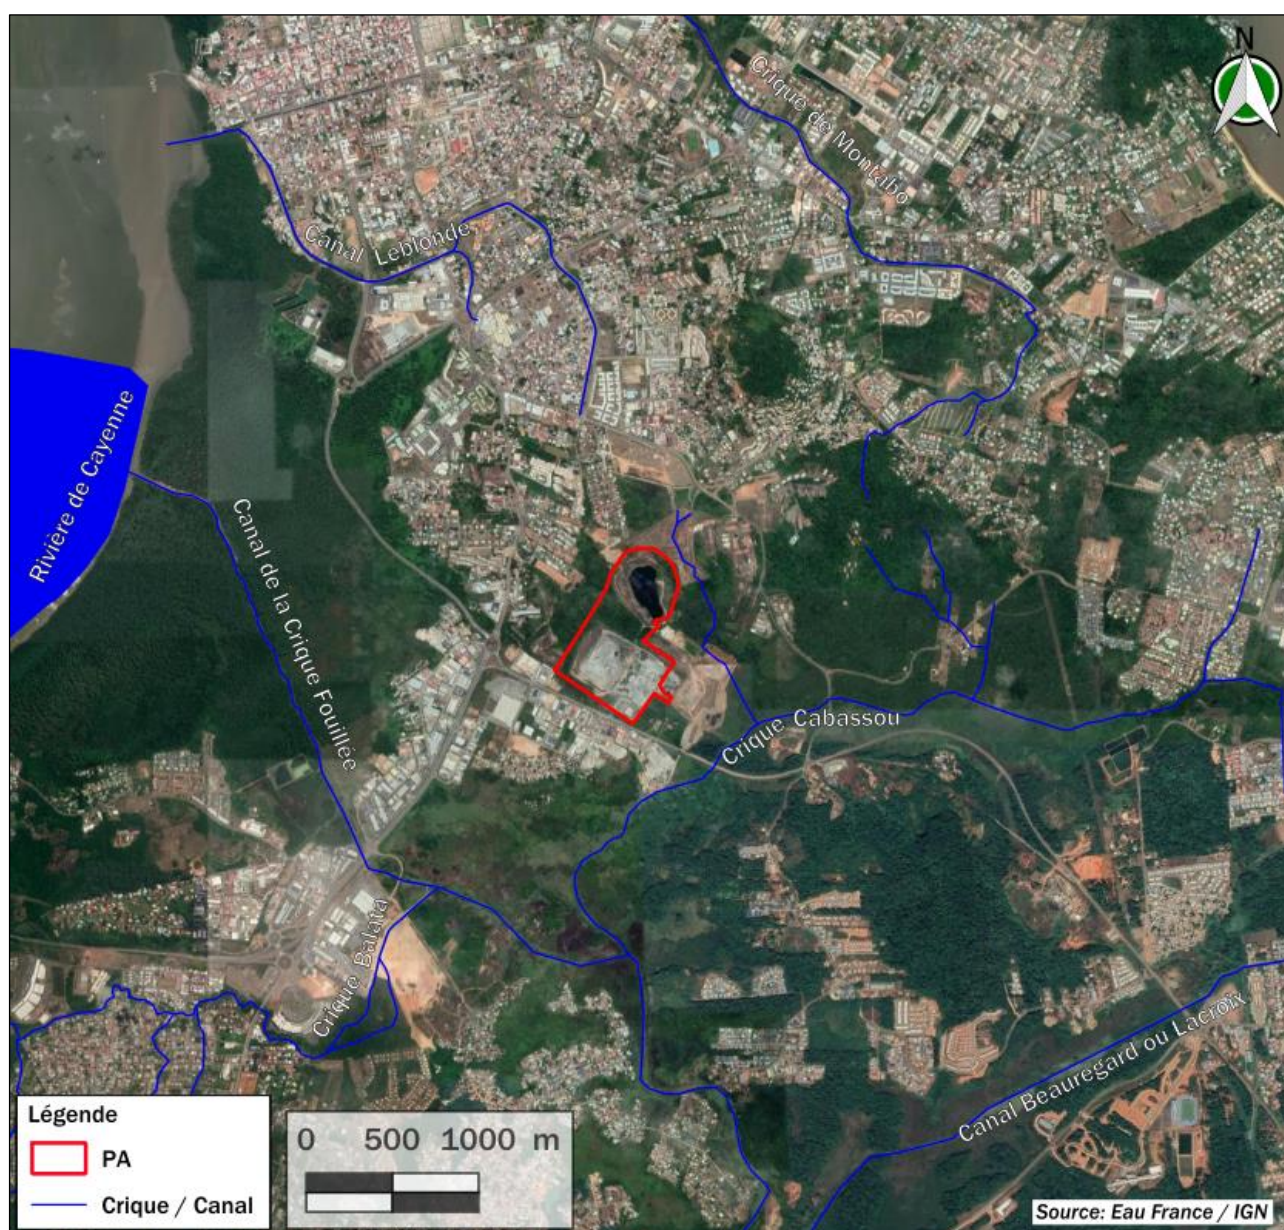 N
Crique de Montabo
Canal Leblonde
Rivière de Cayenne
Canal de la Crique Fouillée
Crique Cabassou
Crique Balata
Canal Beauregard ou Lacroix
Légende
PA
Crique / Canal
0 500 1000 m
Source: Eau France / IGN